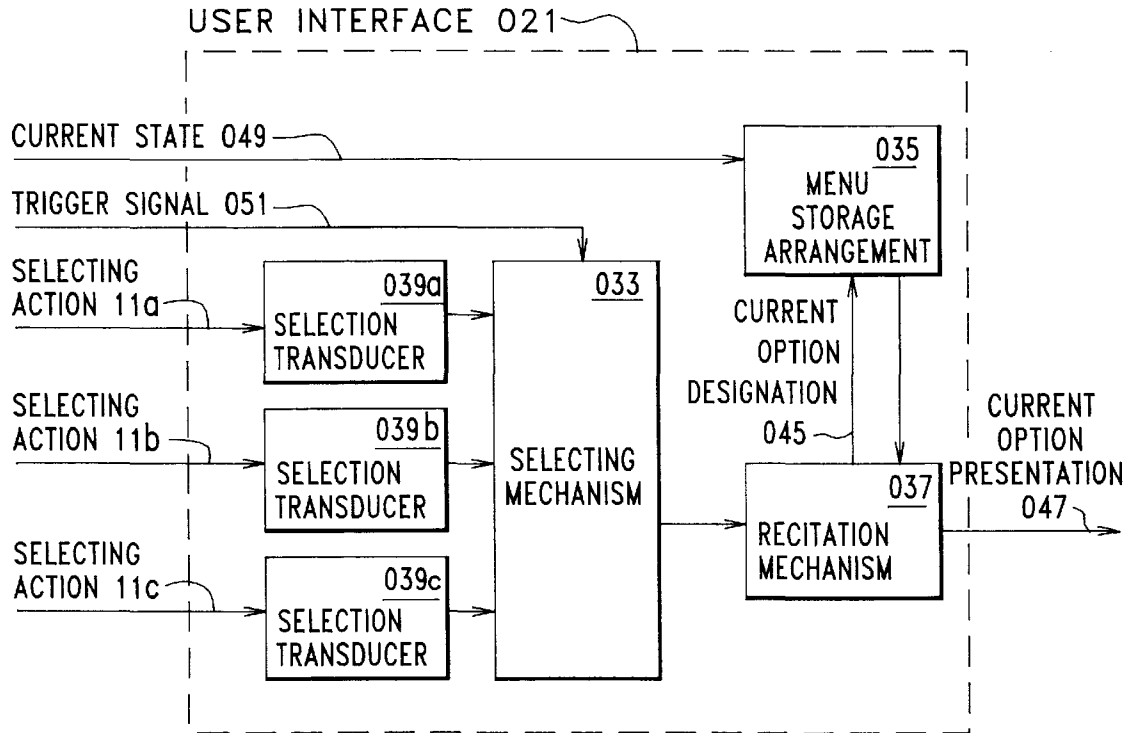 USER INTERFACE 021
CURRENT STATE 049
TRIGGER SIGNAL 051
SELECTING
ACTION 11a
SELECTING
ACTION 11b
SELECTING
ACTION 11c
039a
SELECTION
TRANSDUCER
039b
SELECTION
TRANSDUCER
039c
SELECTION
TRANSDUCER
033
SELECTING
MECHANISM
035
MENU
STORAGE
ARRANGEMENT
CURRENT
OPTION
DESIGNATION
045
037
RECITATION
MECHANISM
CURRENT
OPTION
PRESENTATION
047